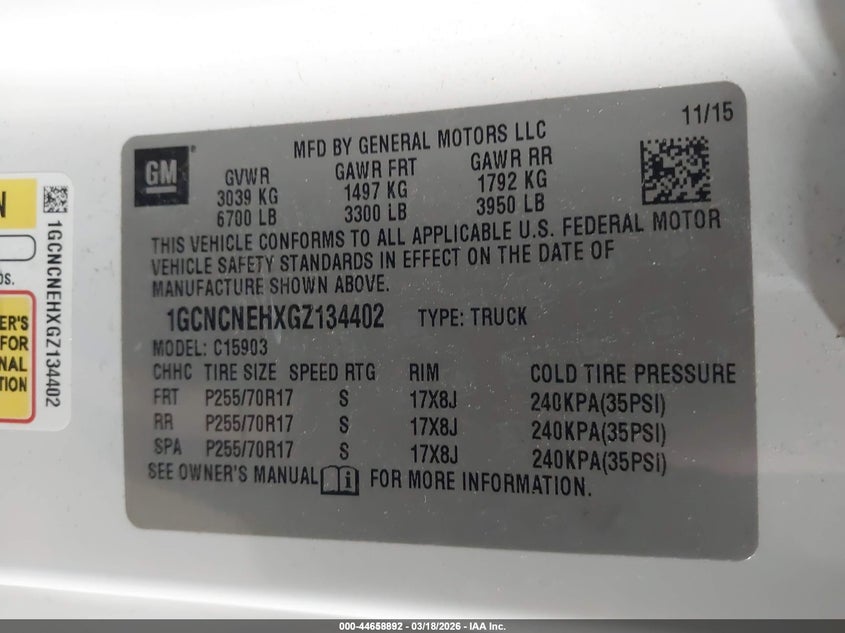 11/15
MFD BY GENERAL MOTORS LLC
GM
GVWR GAWR FRT GAWR RR
3039 KG 1497 KG 1792 KG
6700 LB 3300 LB 3950 LB
THIS VEHICLE CONFORMS TO ALL APPLICABLE U.S. FEDERAL MOTOR
VEHICLE SAFETY STANDARDS IN EFFECT ON THE DATE OF
MANUFACTURE SHOWN ABOVE.
1GCNCNEHXGZ134402 TYPE: TRUCK
MODEL: C15903
CHHC TIRE SIZE SPEED RTG RIM COLD TIRE PRESSURE
FRT P255/70R17 S 17X8J 240KPA(35PSI)
RR P255/70R17 S 17X8J 240KPA(35PSI)
SPA P255/70R17 S 17X8J 240KPA(35PSI)
SEE OWNER'S MANUAL FOR MORE INFORMATION.
1GCNCNEHXGZ134402
000-44658892 - 03/18/2026 - IAA Inc.